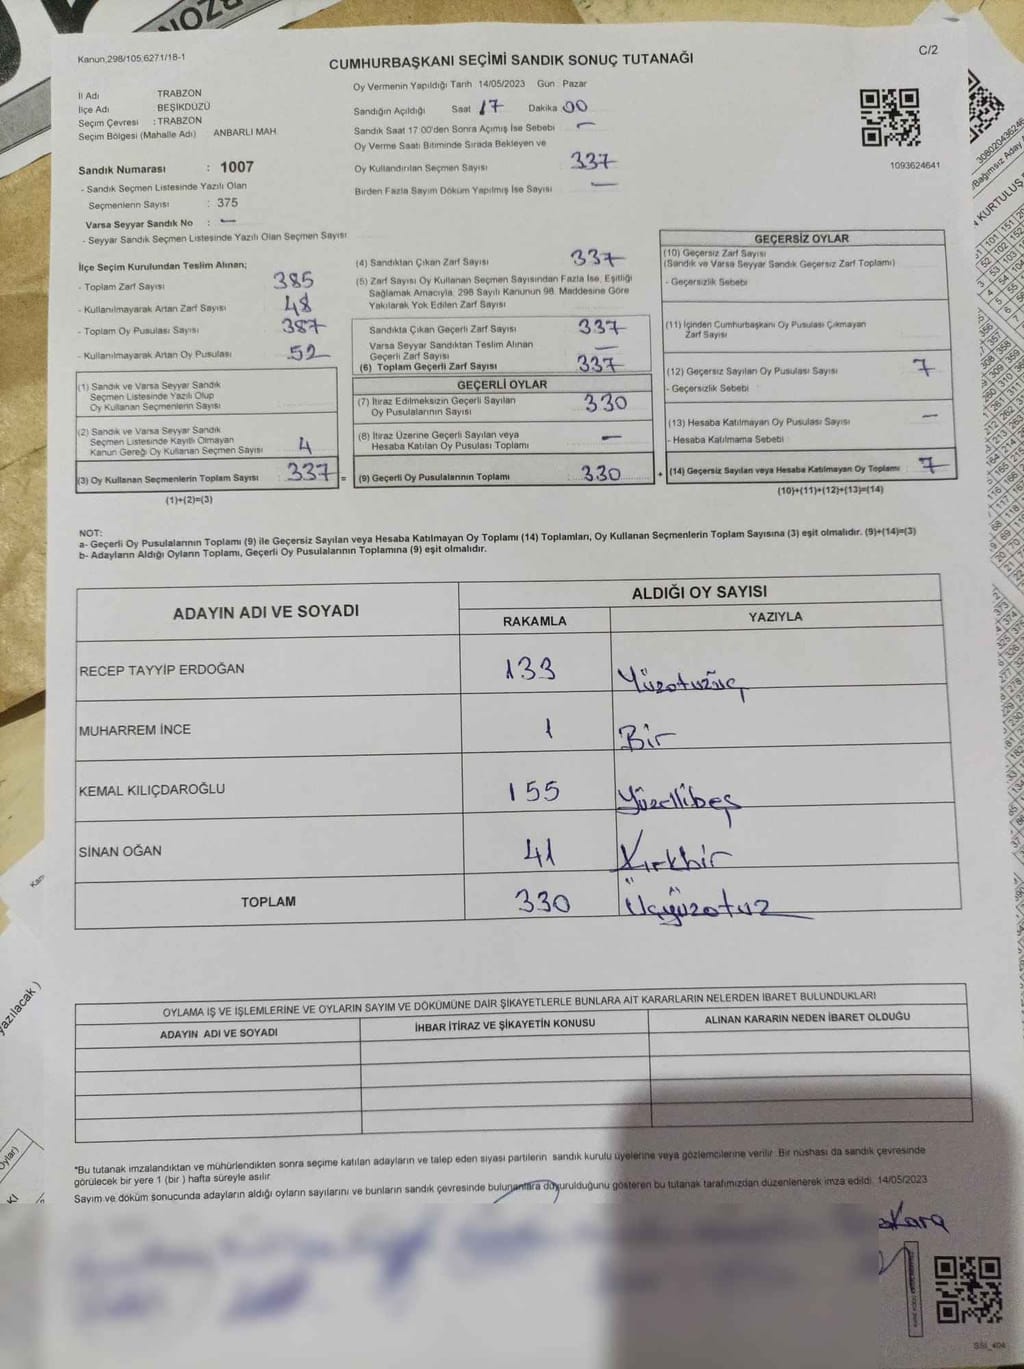 Kanun,298/105,6271/18-1
C/2
CUMHURBAŞKANI SEÇİMİ SANDIK SONUÇ TUTANAĞI
İl Adı TRABZON
İlçe Adı BEŞİKDÜZÜ
Seçim Çevresi : TRABZON
Seçim Bölgesi (Mahalle Adı) ANBARLI MAH.
Sandık Numarası : 1007
- Sandık Seçmen Listesinde Yazılı Olan
Seçmenlerin Sayısı : 375
Varsa Seyyar Sandık No : —
- Seyyar Sandık Seçmen Listesinde Yazılı Olan Seçmen Sayısı
Oy Vermenin Yapıldığı Tarih 14/05/2023 Gün Pazar
Sandığın Açıldığı Saat 17 Dakika 00
Sandık Saat 17:00'den Sonra Açımış İse Sebebi —
Oy Verme Saati Bitiminde Sırada Bekleyen ve
Oy Kullandırılan Seçmen Sayısı 337
Birden Fazla Sayım Döküm Yapılmış İse Sayısı —
1093624641
İlçe Seçim Kurulundan Teslim Alınan;
- Toplam Zarf Sayısı 385
- Kullanılmayarak Artan Zarf Sayısı 48
- Toplam Oy Pusulası Sayısı 387
- Kullanılmayarak Artan Oy Pusulası 52
(1) Sandık ve Varsa Seyyar Sandık
Seçmen Listesinde Yazılı Olup
Oy Kullanan Seçmenlerin Sayısı
(2) Sandık ve Varsa Seyyar Sandık
Seçmen Listesinde Kayıtlı Olmayan
Kanun Gereği Oy Kullanan Seçmen Sayısı 4
(3) Oy Kullanan Seçmenlerin Toplam Sayısı 337 =
(1)+(2)=(3)
(4) Sandıktan Çıkan Zarf Sayısı 337
(5) Zarf Sayısı Oy Kullanan Seçmen Sayısından Fazla İse, Eşitliği
Sağlamak Amacıyla, 298 Sayılı Kanunun 98. Maddesine Göre
Yakılarak Yok Edilen Zarf Sayısı
Sandıkta Çıkan Geçerli Zarf Sayısı 337
Varsa Seyyar Sandıktan Teslim Alınan
Geçerli Zarf Sayısı —
(6) Toplam Geçerli Zarf Sayısı 337
GEÇERLİ OYLAR
(7) İtiraz Edilmeksizin Geçerli Sayılan
Oy Pusulalarının Sayısı 330
(8) İtiraz Üzerine Geçerli Sayılan veya
Hesaba Katılan Oy Pusulası Toplamı —
(9) Geçerli Oy Pusulalarının Toplamı 330 +
GEÇERSİZ OYLAR
(10) Geçersiz Zarf Sayısı
(Sandık ve Varsa Seyyar Sandık Geçersiz Zarf Toplamı)
- Geçersizlik Sebebi
(11) İçinden Cumhurbaşkanı Oy Pusulası Çıkmayan
Zarf Sayısı
(12) Geçersiz Sayılan Oy Pusulası Sayısı 7
- Geçersizlik Sebebi
(13) Hesaba Katılmayan Oy Pusulası Sayısı —
- Hesaba Katılmama Sebebi
(14) Geçersiz Sayılan veya Hesaba Katılmayan Oy Toplamı 7
(10)+(11)+(12)+(13)=(14)
NOT:
a- Geçerli Oy Pusulalarının Toplamı (9) ile Geçersiz Sayılan veya Hesaba Katılmayan Oy Toplamı (14) Toplamları, Oy Kullanan Seçmenlerin Toplam Sayısına (3) eşit olmalıdır. (9)+(14)=(3)
b- Adayların Aldığı Oyların Toplamı, Geçerli Oy Pusulalarının Toplamına (9) eşit olmalıdır.
ADAYIN ADI VE SOYADI
ALDIĞI OY SAYISI
RAKAMLA YAZIYLA
RECEP TAYYİP ERDOĞAN 133 Yüzotuzüç
MUHARREM İNCE 1 Bir
KEMAL KILIÇDAROĞLU 155 Yüzellibeş
SİNAN OĞAN 41 Kırkbir
TOPLAM 330 Üçyüzotuz
OYLAMA İŞ VE İŞLEMLERİNE VE OYLARIN SAYIM VE DÖKÜMÜNE DAİR ŞİKAYETLERLE BUNLARA AİT KARARLARIN NELERDEN İBARET BULUNDUKLARI
ADAYIN ADI VE SOYADI
İHBAR İTİRAZ VE ŞİKAYETİN KONUSU
ALINAN KARARIN NEDEN İBARET OLDUĞU
*Bu tutanak imzalandıktan ve mühürlendikten sonra seçime katılan adayların ve talep eden siyasi partilerin sandık kurulu üyelerine veya gözlemcilerine verilir. Bir nüshası da sandık çevresinde
görülecek bir yere 1 (bir ) hafta süreyle asılır.
Sayım ve döküm sonucunda adayların aldığı oyların sayılarını ve bunların sandık çevresinde bulunanlara duyurulduğunu gösteren bu tutanak tarafımızdan düzenlenerek imza edildi. 14/05/2023
SSI_404
yazılacak )
Oylar)
KURTULUŞ